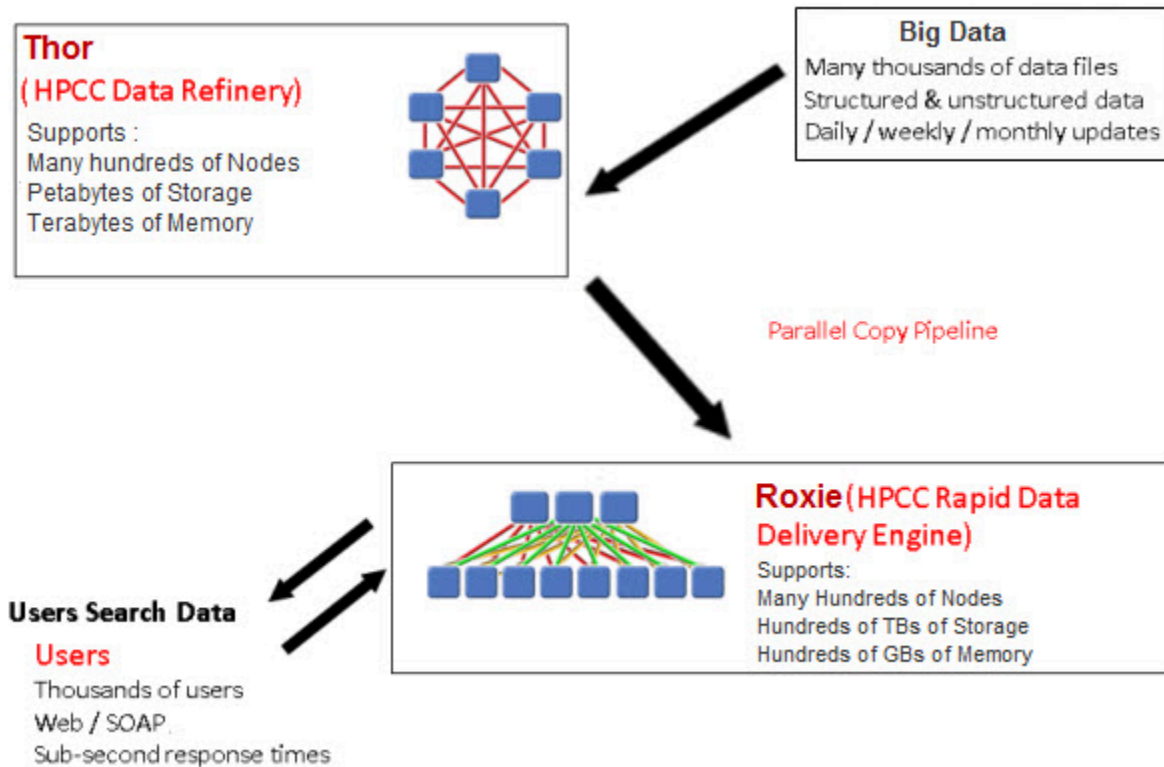 Thor
( HPCC Data Refinery)
Supports :
Many hundreds of Nodes
Petabytes of Storage
Terabytes of Memory
Big Data
Many thousands of data files
Structured & unstructured data
Daily / weekly / monthly updates
Parallel Copy Pipeline
Roxie (HPCC Rapid Data
Delivery Engine)
Supports:
Many Hundreds of Nodes
Hundreds of TBs of Storage
Hundreds of GBs of Memory
Users Search Data
Users
Thousands of users
Web / SOAP
Sub-second response times